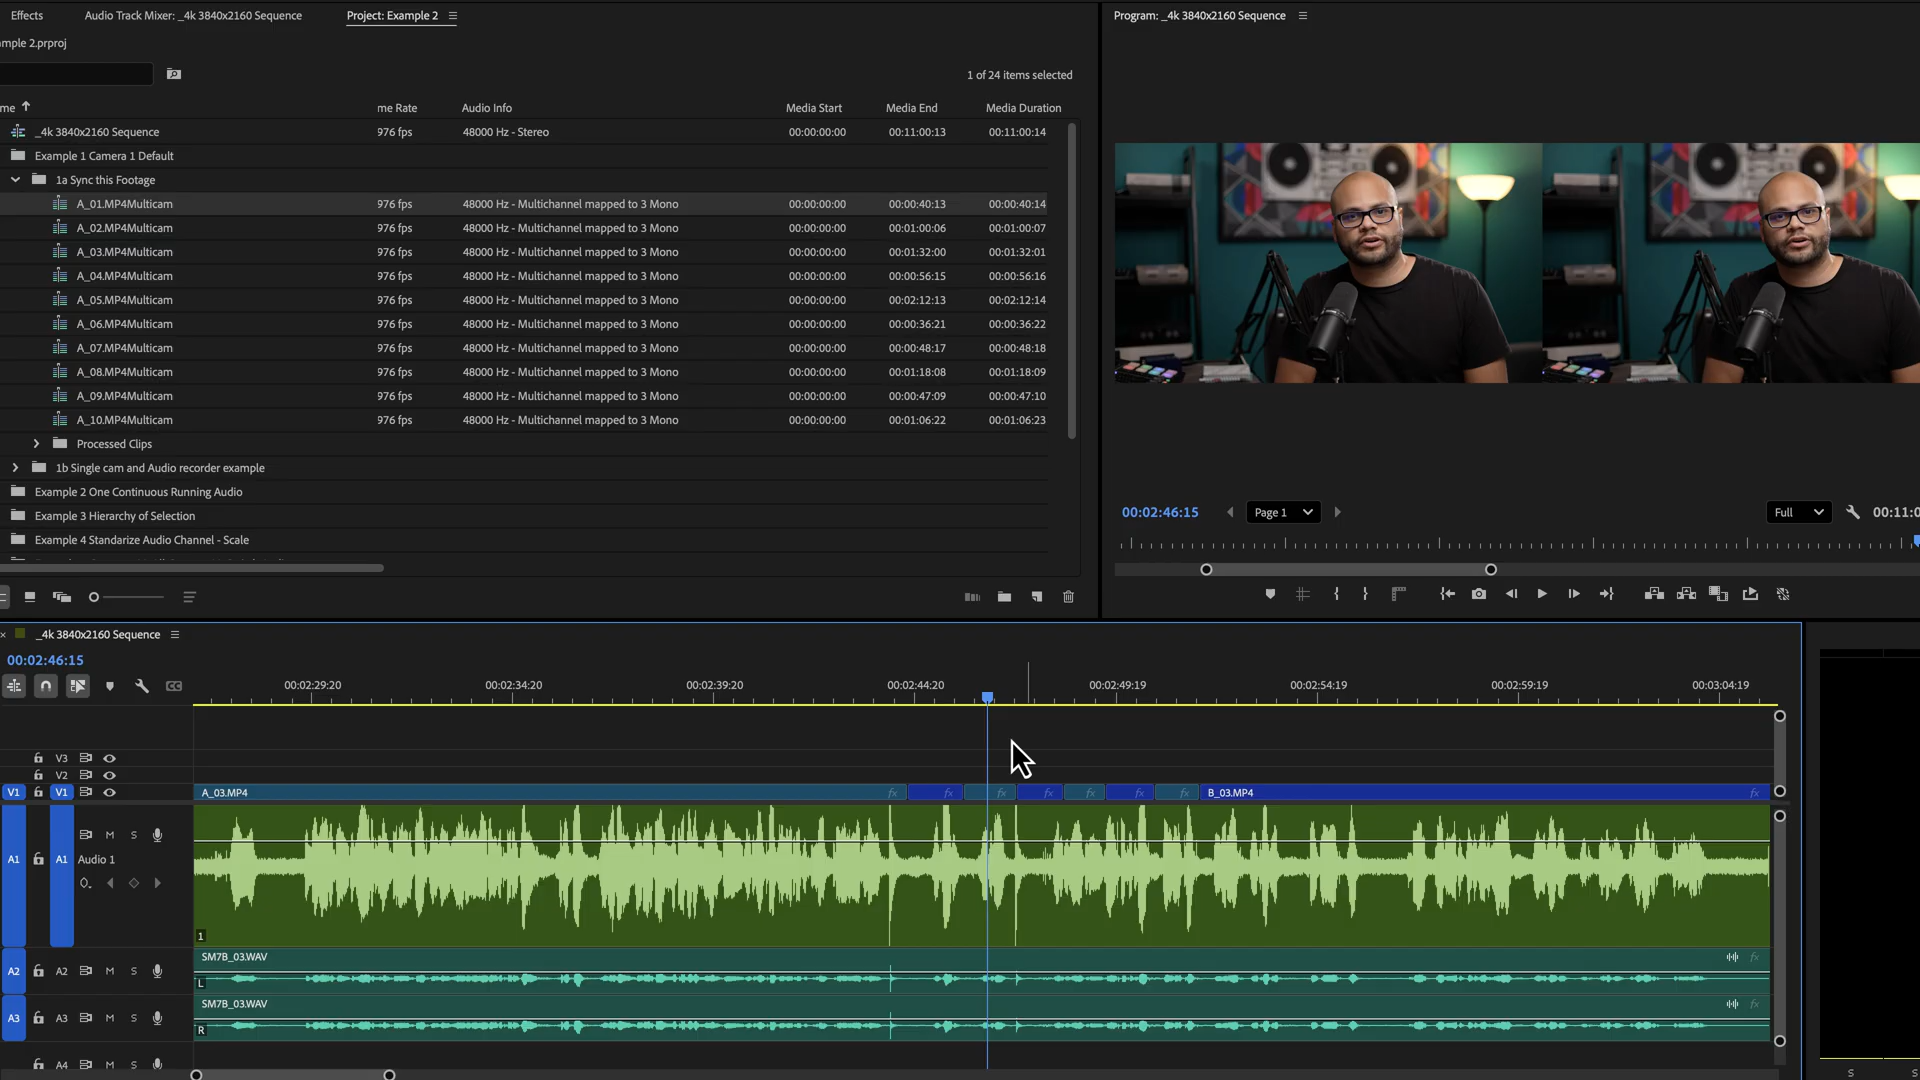 Effects Audio Track Mixer: _4k 3840x2160 Sequence Project: Example 2
mple 2.prproj
1 of 24 items selected
me me Rate Audio Info Media Start Media End Media Duration
_4k 3840x2160 Sequence 976 fps 48000 Hz - Stereo 00:00:00:00 00:11:00:13 00:11:00:14
Example 1 Camera 1 Default
1a Sync this Footage
A_01.MP4Multicam 976 fps 48000 Hz - Multichannel mapped to 3 Mono 00:00:00:00 00:00:40:13 00:00:40:14
A_02.MP4Multicam 976 fps 48000 Hz - Multichannel mapped to 3 Mono 00:00:00:00 00:01:00:06 00:01:00:07
A_03.MP4Multicam 976 fps 48000 Hz - Multichannel mapped to 3 Mono 00:00:00:00 00:01:32:00 00:01:32:01
A_04.MP4Multicam 976 fps 48000 Hz - Multichannel mapped to 3 Mono 00:00:00:00 00:00:56:15 00:00:56:16
A_05.MP4Multicam 976 fps 48000 Hz - Multichannel mapped to 3 Mono 00:00:00:00 00:02:12:13 00:02:12:14
A_06.MP4Multicam 976 fps 48000 Hz - Multichannel mapped to 3 Mono 00:00:00:00 00:00:36:21 00:00:36:22
A_07.MP4Multicam 976 fps 48000 Hz - Multichannel mapped to 3 Mono 00:00:00:00 00:00:48:17 00:00:48:18
A_08.MP4Multicam 976 fps 48000 Hz - Multichannel mapped to 3 Mono 00:00:00:00 00:01:18:08 00:01:18:09
A_09.MP4Multicam 976 fps 48000 Hz - Multichannel mapped to 3 Mono 00:00:00:00 00:00:47:09 00:00:47:10
A_10.MP4Multicam 976 fps 48000 Hz - Multichannel mapped to 3 Mono 00:00:00:00 00:01:06:22 00:01:06:23
Processed Clips
1b Single cam and Audio recorder example
Example 2 One Continuous Running Audio
Example 3 Hierarchy of Selection
Example 4 Standarize Audio Channel - Scale
Program: _4k 3840x2160 Sequence
00:02:46:15 Page 1 Full 00:11:0
_4k 3840x2160 Sequence
00:02:46:15
CC
00:02:29:20 00:02:34:20 00:02:39:20 00:02:44:20 00:02:49:19 00:02:54:19 00:02:59:19 00:03:04:19
V3
V2
V1 V1 A_03.MP4 fx fx fx fx fx fx fx B_03.MP4 fx
M S
A1 A1 Audio 1
1
SM7B_03.WAV fx
A2 A2 M S
L
SM7B_03.WAV fx
A3 A3 M S
R
A4 M S
S S